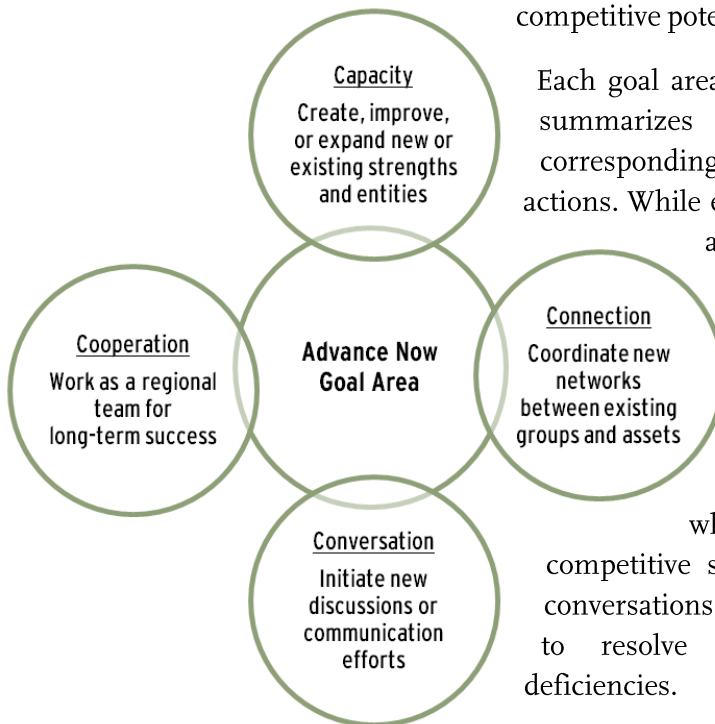 competitive
Each goal area
summarizes
corresponding
actions. While
Capacity
Create, improve,
or expand new or
existing strengths
and entities
Cooperation
Work as a regional
team for
long-term success
Advance Now
Goal Area
Connection
Coordinate new
networks
between existing
groups and assets
Conversation
Initiate new
discussions or
communication
efforts
competitive
conversations
to resolve
deficiencies.